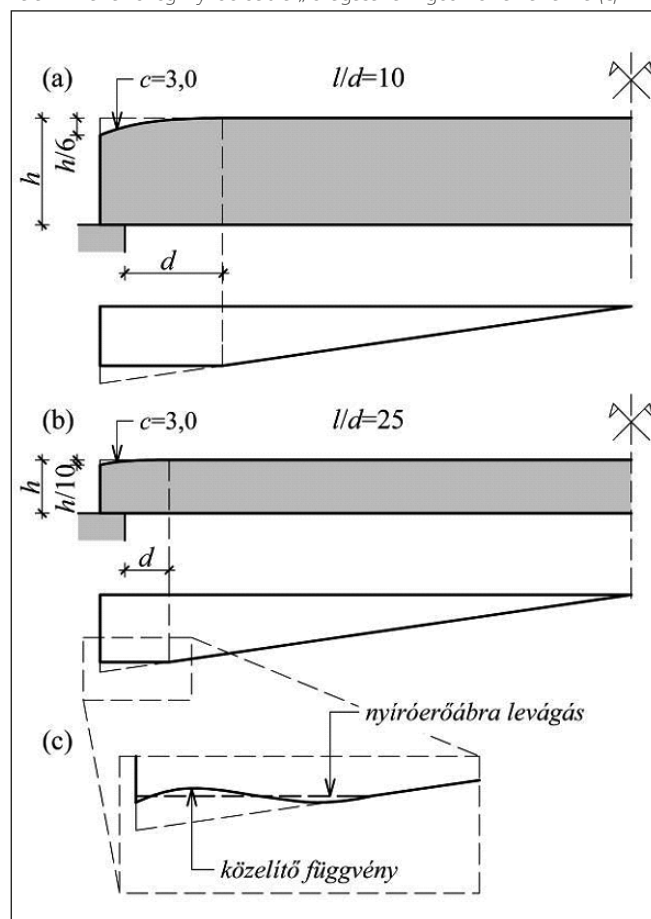 (a)
c=3,0
l/d=10
h/6
h
d
(b)
c=3,0
l/d=25
h
h/10
d
nyíróerőábra levágás
(c)
közelítő függvény